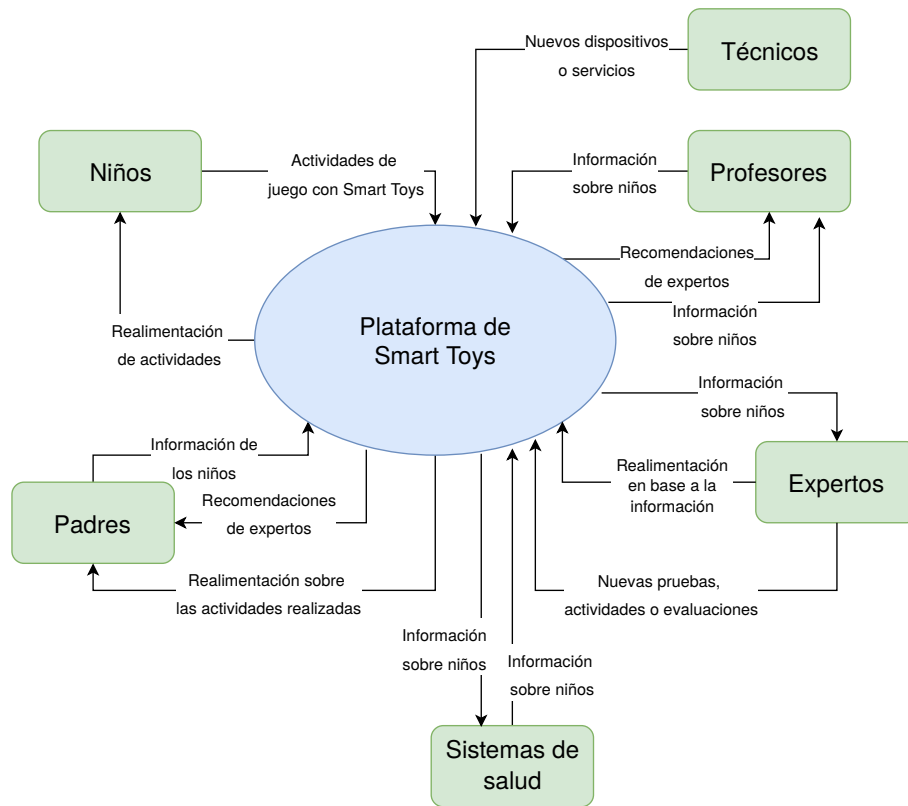 Nuevos dispositivos
o servicios
Técnicos
Niños
Actividades de
juego con Smart Toys
Información
sobre niños
Profesores
Recomendaciones
de expertos
Información
sobre niños
Plataforma de
Smart Toys
Realimentación
de actividades
Información
sobre niños
Información de
los niños
Realimentación
en base a la
información
Expertos
Padres
Recomendaciones
de expertos
Realimentación sobre
las actividades realizadas
Nuevas pruebas,
actividades o evaluaciones
Información
sobre niños
Información
sobre niños
Sistemas de
salud